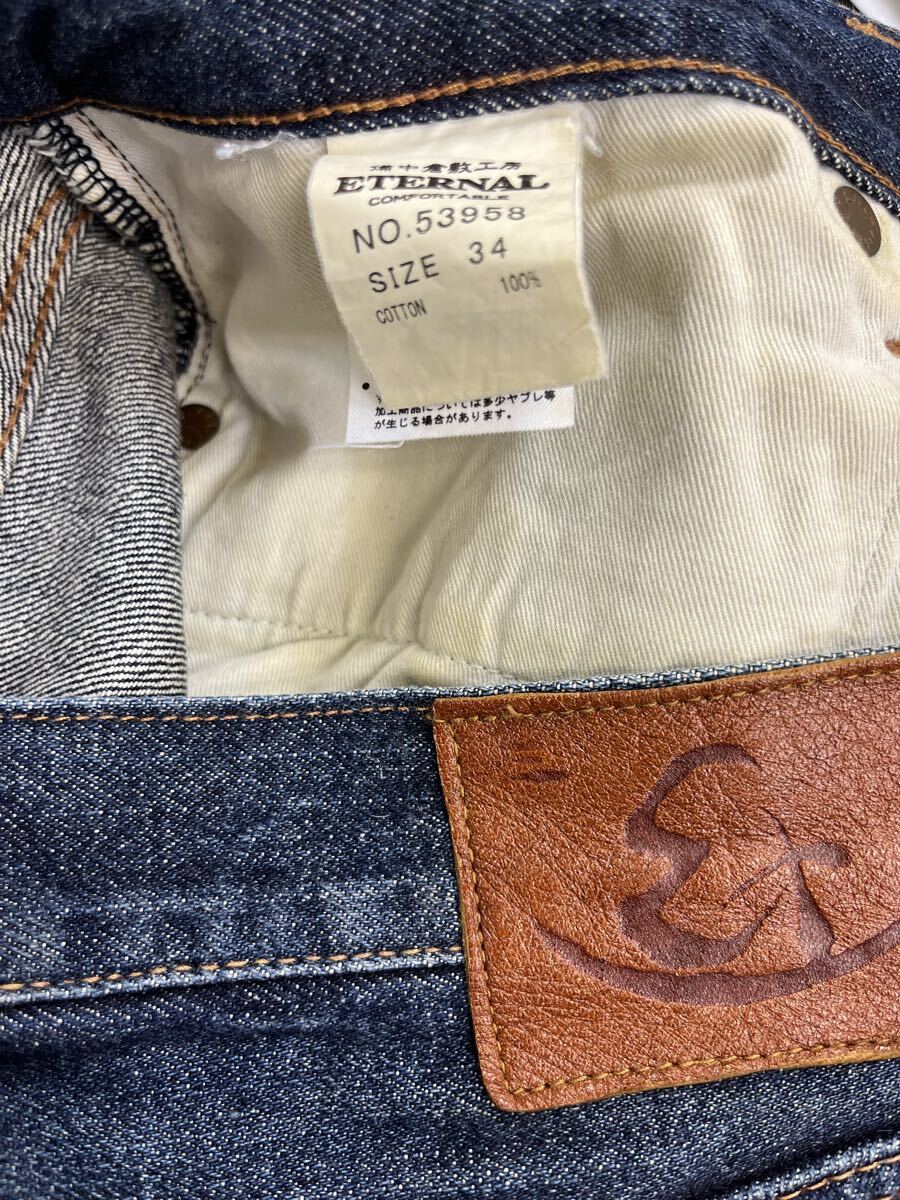 備中倉敷工房
ETERNAL
COMFORTABLE
NO.53958
SIZE 34
COTTON 100%
加工商品については多少ヤブレ等
が生じる場合があります。